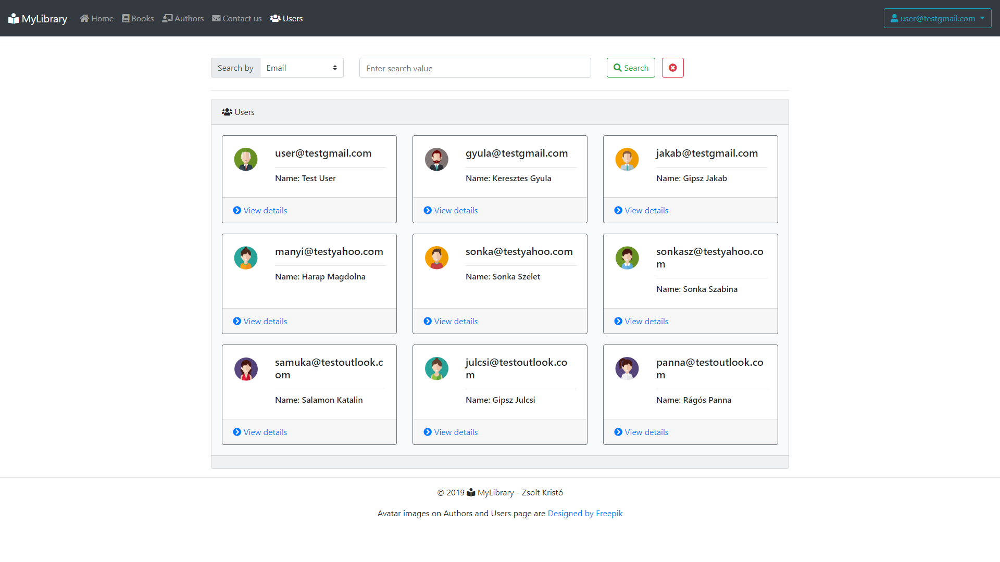 MyLibrary Home Books Authors Contact us Users user@testgmail.com
Search by Email Enter search value Search
Users
user@testgmail.com
Name: Test User
View details
gyula@testgmail.com
Name: Keresztes Gyula
View details
jakab@testgmail.com
Name: Gipsz Jakab
View details
manyi@testyahoo.com
Name: Harap Magdolna
View details
sonka@testyahoo.com
Name: Sonka Szelet
View details
sonkasz@testyahoo.co
m
Name: Sonka Szabina
View details
samuka@testoutlook.c
om
Name: Salamon Katalin
View details
julcsi@testoutlook.co
m
Name: Gipsz Julcsi
View details
panna@testoutlook.co
m
Name: Rágós Panna
View details
© 2019 MyLibrary - Zsolt Kristó
Avatar images on Authors and Users page are Designed by Freepik